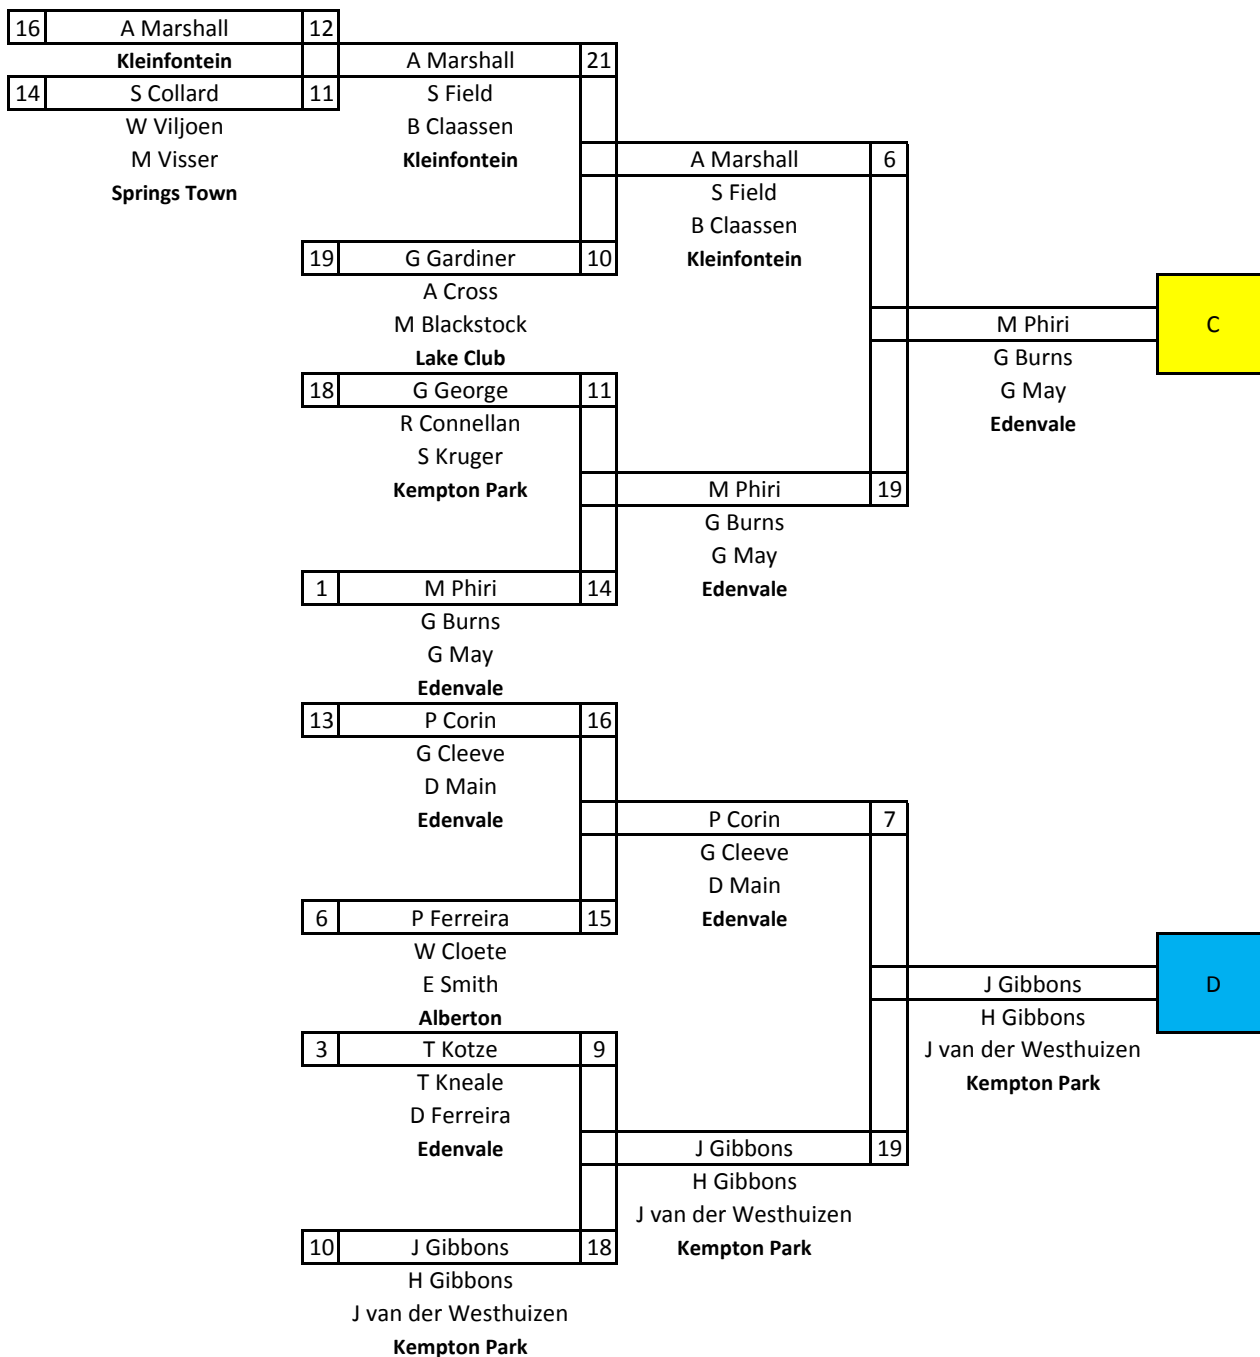 16 A Marshall 12
Kleinfontein A Marshall 21
14 S Collard 11 S Field
W Viljoen B Claassen
M Visser Kleinfontein A Marshall 6
Springs Town S Field
B Claassen
19 G Gardiner 10 Kleinfontein
A Cross
M Blackstock M Phiri C
Lake Club G Burns
18 G George 11 G May
R Connellan Edenvale
S Kruger
Kempton Park M Phiri 19
G Burns
G May
1 M Phiri 14 Edenvale
G Burns
G May
Edenvale
13 P Corin 16
G Cleeve
D Main
Edenvale P Corin 7
G Cleeve
D Main
6 P Ferreira 15 Edenvale
W Cloete
E Smith J Gibbons D
Alberton H Gibbons
3 T Kotze 9 J van der Westhuizen
T Kneale Kempton Park
D Ferreira
Edenvale J Gibbons 19
H Gibbons
J van der Westhuizen
10 J Gibbons 18 Kempton Park
H Gibbons
J van der Westhuizen
Kempton Park